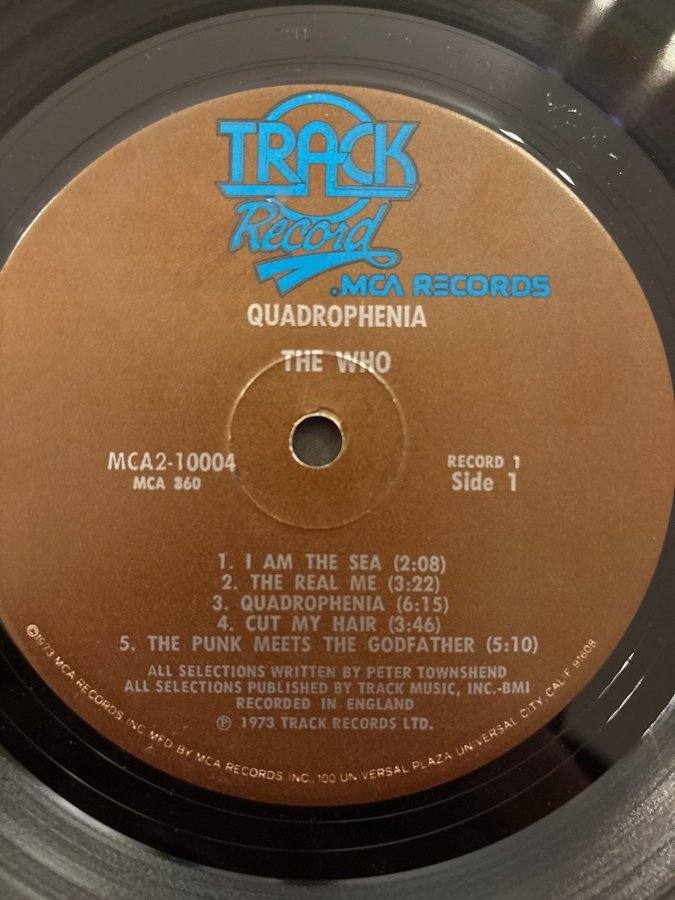 TRACK
Record
.MCA RECORDS
QUADROPHENIA
THE WHO
MCA2-10004
MCA 360
RECORD 1
Side 1
1. I AM THE SEA (2:08)
2. THE REAL ME (3:22)
3. QUADROPHENIA (6:15)
4. CUT MY HAIR (3:46)
5. THE PUNK MEETS THE GODFATHER (5:10)
ALL SELECTIONS WRITTEN BY PETER TOWNSHEND
ALL SELECTIONS PUBLISHED BY TRACK MUSIC, INC.-BMI
RECORDED IN ENGLAND
℗ 1973 TRACK RECORDS LTD.
©1973 MCA RECORDS INC. MFD BY MCA RECORDS, INC., 100 UNIVERSAL PLAZA, UNIVERSAL CITY, CALIF. 91608